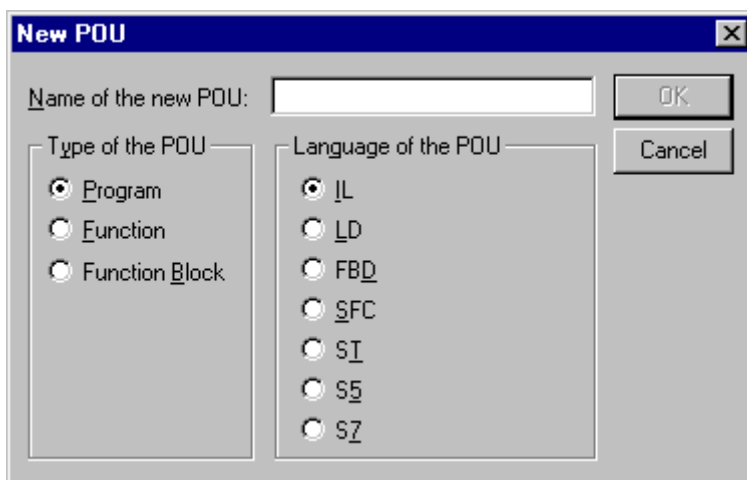 New POU
Name of the new POU:
OK
Cancel
Type of the POU
Program
Function
Function Block
Language of the POU
IL
LD
FBD
SFC
ST
S5
S7